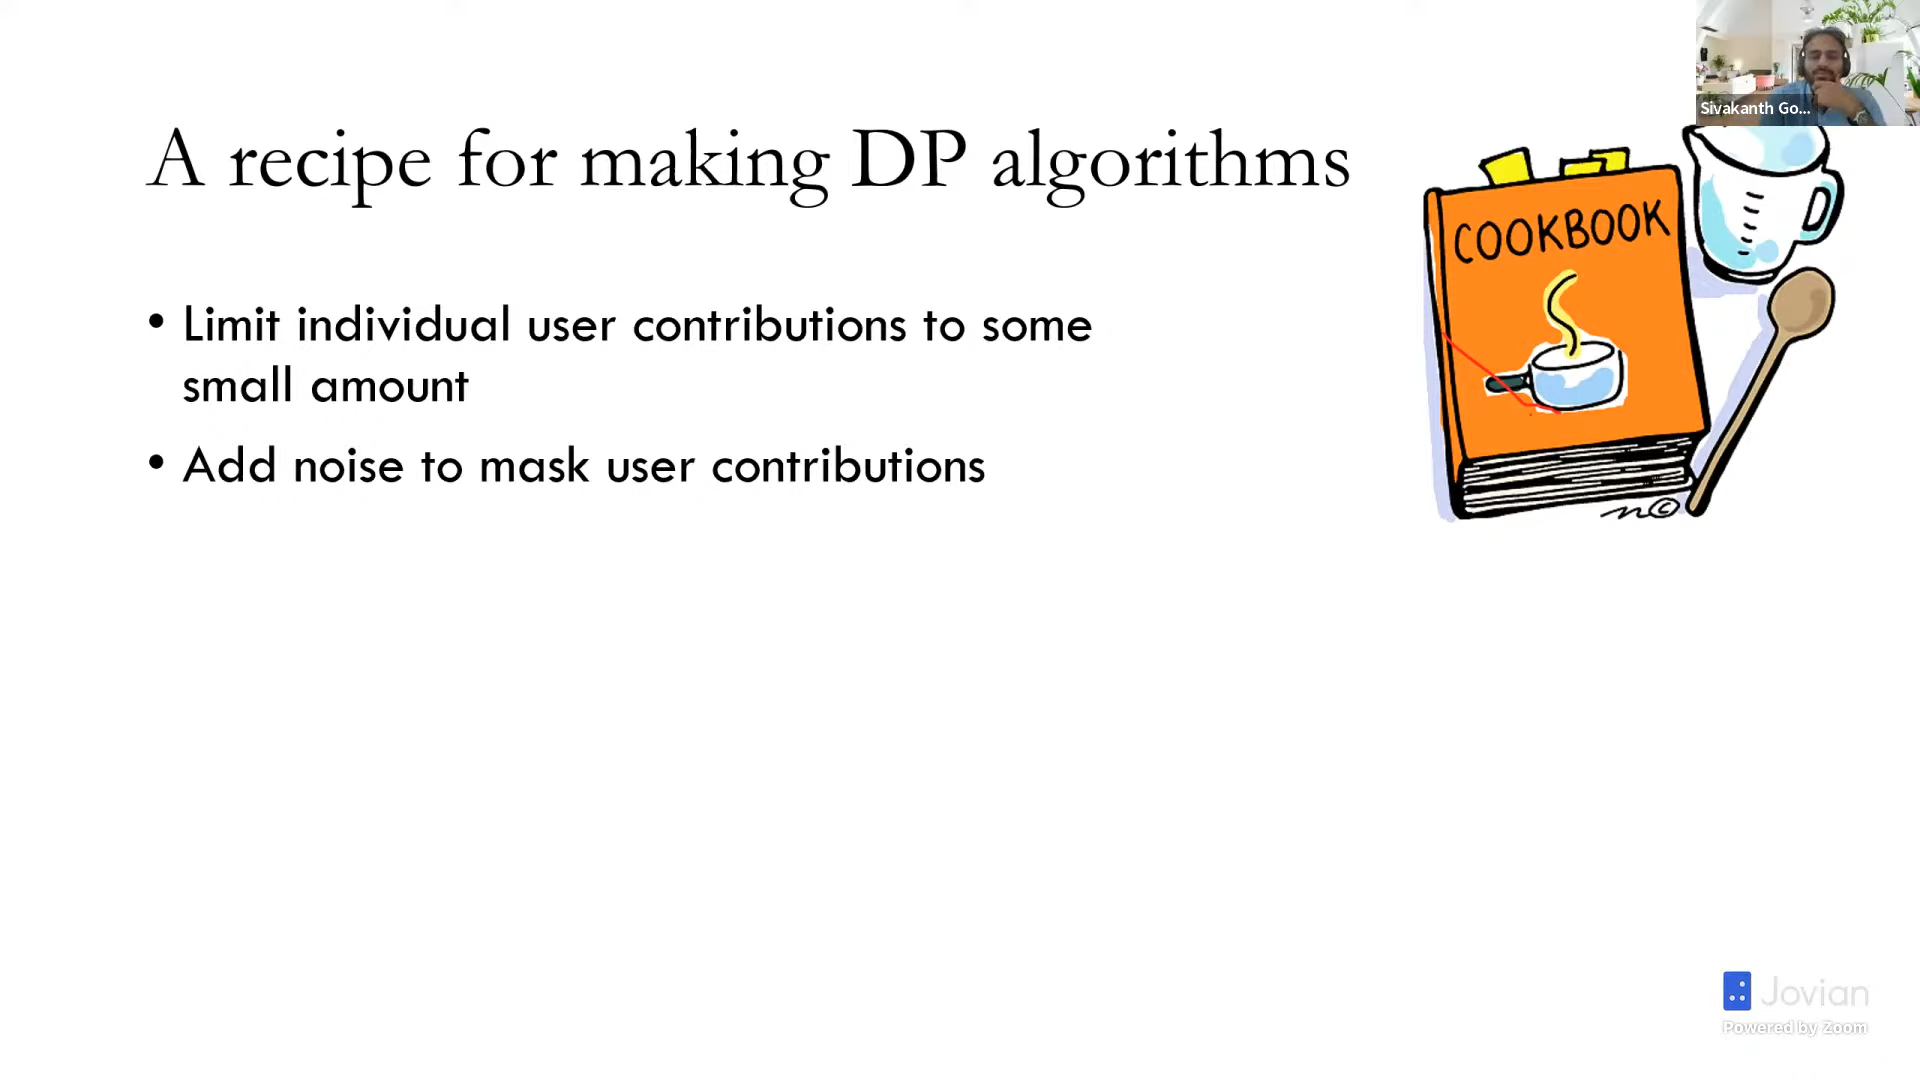 Sivakanth Go...
A recipe for making DP algorithms
COOKBOOK
• Limit individual user contributions to some
small amount
• Add noise to mask user contributions
©
Jovian
Powered by Zoom